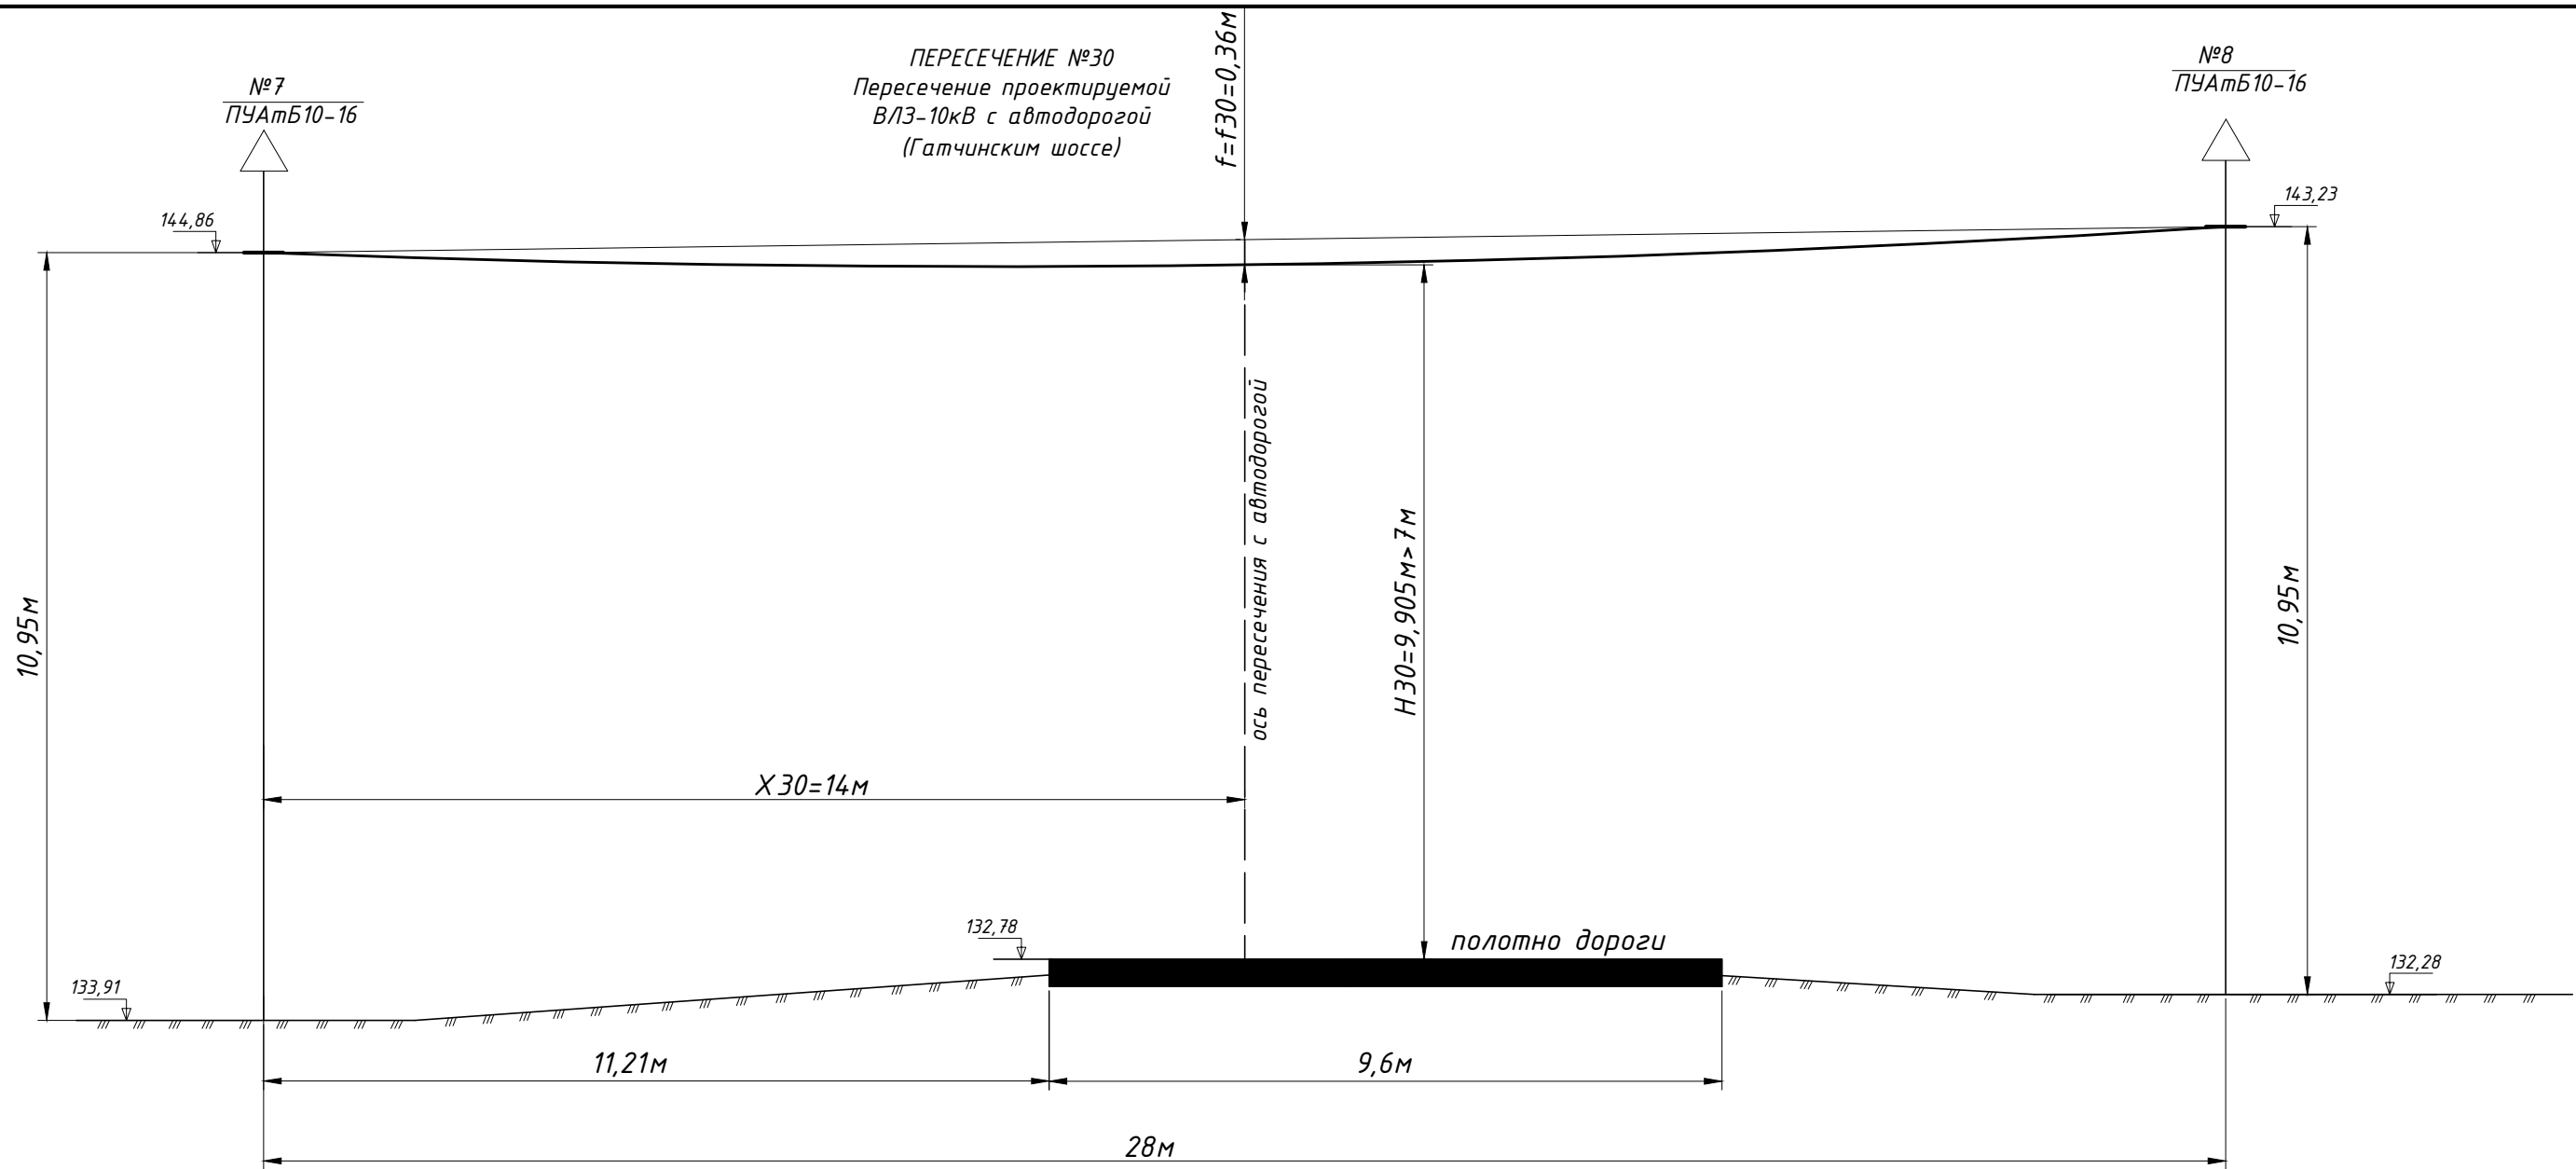 №7
ПУАтБ10-16
ПЕРЕСЕЧЕНИЕ №30
Пересечение проектируемой
ВЛЗ-10кВ с автодорогой
(Гатчинским шоссе)
f=f30=0,36м
№8
ПУАтБ10-16
144,86
143,23
10,95м
ось пересечения с автодорогой
Н30=9,905м>7м
10,95м
Х30=14м
132,78
полотно дороги
133,91
132,28
11,21м
9,6м
28м